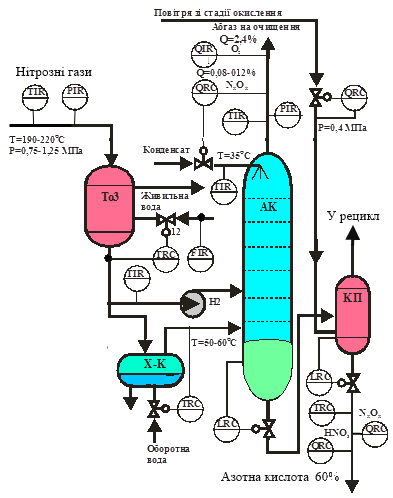 Повітря зі стадії окислення
Абгаз на очищення
QIR
Q=2,4%
O2
Q=0,08-012%
QRC
NxOx
Нітрозні гази
TIR
PIR
PIR
QRC
TIR
T=190-220°C
P=0,75-1,25 МПа
P=0,4 МПа
Конденсат
T=35°C
TIR
ТоЗ
Живильна
вода
АК
У рецикл
12
TRC
PIR
TIR
Н2
КП
T=50-60°C
Х-К
LRC
TRC
TRC
NxOx
LRC
HNO3
QRC
QRC
Оборотна
вода
Азотна кислота 60%